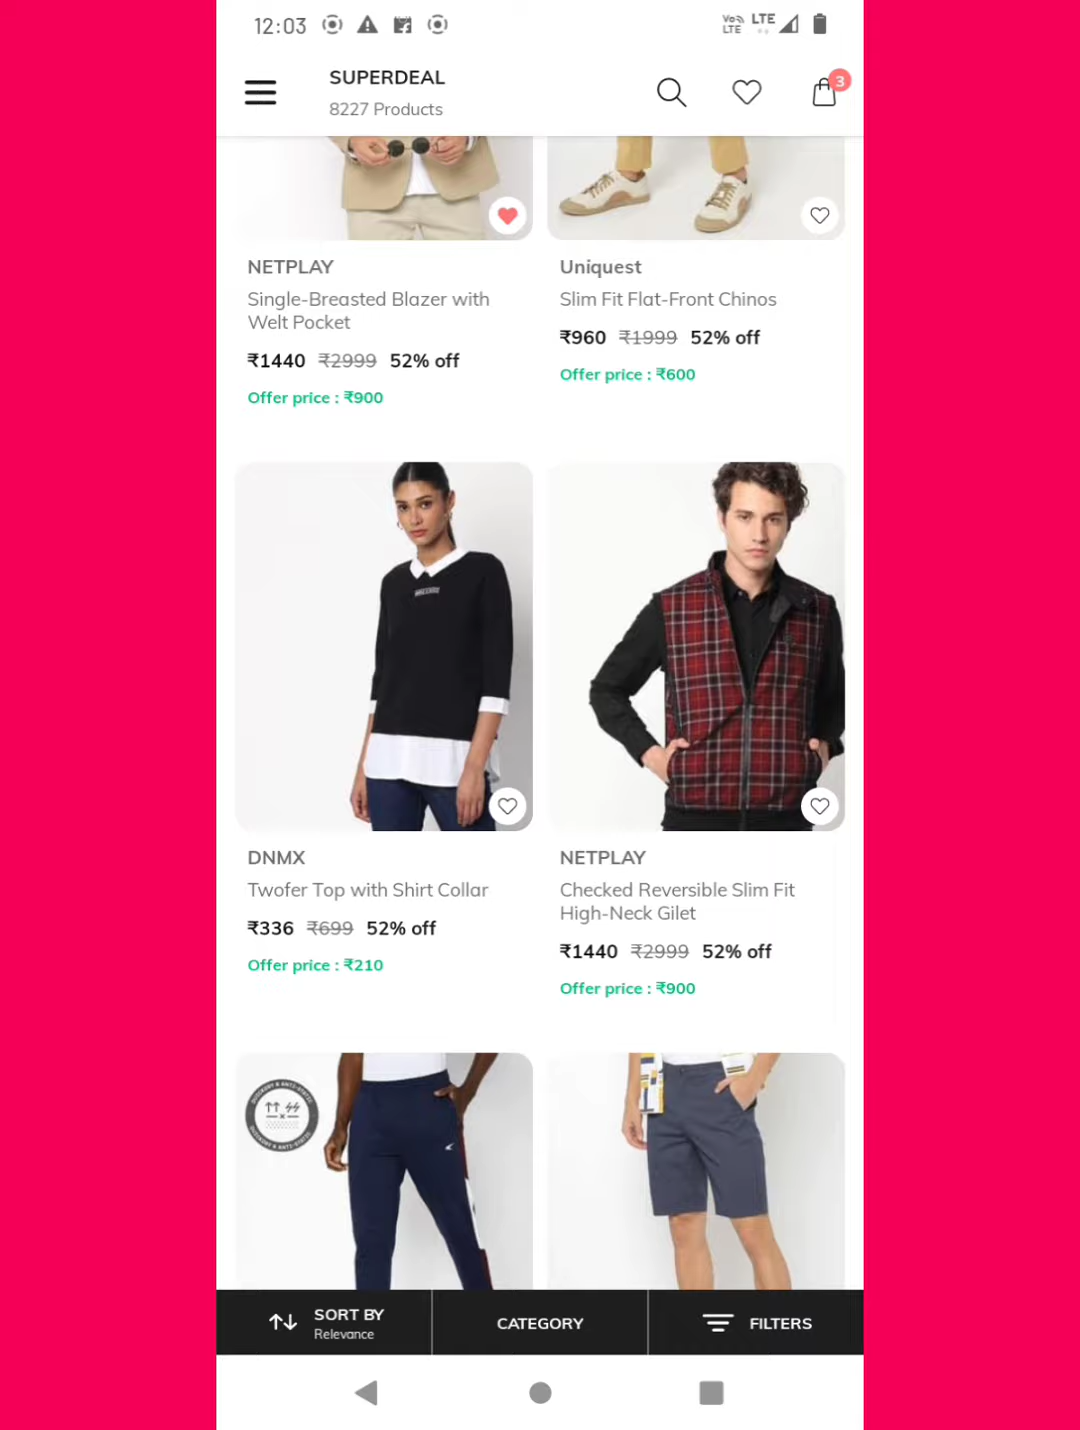 12:03
Vo LTE LTE
SUPERDEAL
8227 Products
3
NETPLAY
Single-Breasted Blazer with
Welt Pocket
₹1440 ₹2999 52% off
Offer price : ₹900
Uniquest
Slim Fit Flat-Front Chinos
₹960 ₹1999 52% off
Offer price : ₹600
DNMX
Twofer Top with Shirt Collar
₹336 ₹699 52% off
Offer price : ₹210
NETPLAY
Checked Reversible Slim Fit
High-Neck Gilet
₹1440 ₹2999 52% off
Offer price : ₹900
SORT BY
Relevance
CATEGORY
FILTERS